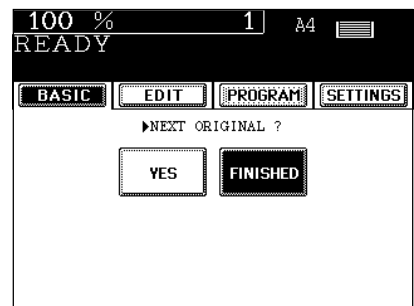 100 % 1 A4
READY
BASIC EDIT PROGRAM SETTINGS
▶NEXT ORIGINAL ?
YES FINISHED